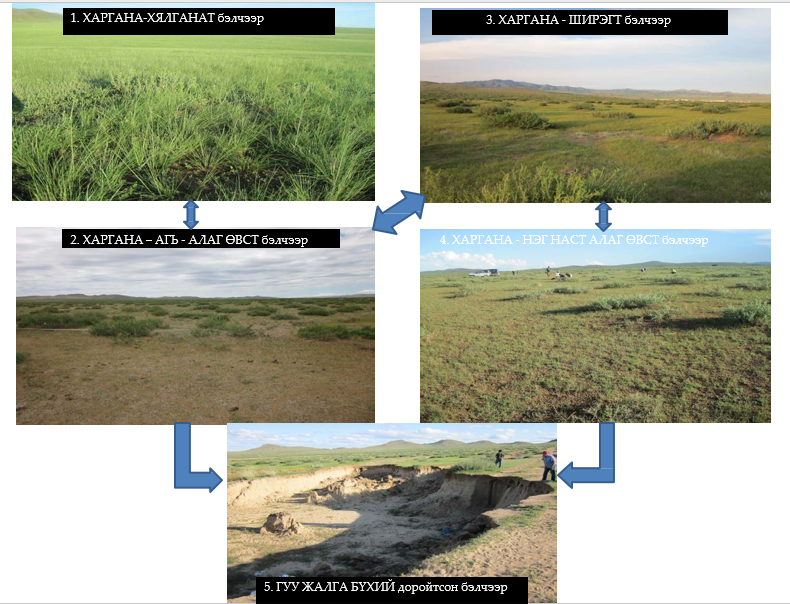 1. ХАРГАНА-ХЯЛГАНАТ бэлчээр
3. ХАРГАНА - ШИРЭГТ бэлчээр
2. ХАРГАНА – АГЬ - АЛАГ ӨВСТ бэлчээр
4. ХАРГАНА - НЭГ НАСТ АЛАГ ӨВСТ бэлчээр
5. ГУУ ЖАЛГА БҮХИЙ доройтсон бэлчээр